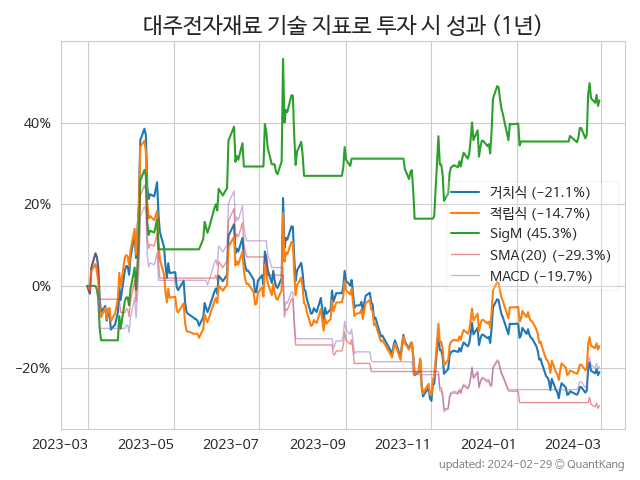 대주전자재료 기술 지표로 투자 시 성과 (1년)
40%
20%
0%
−20%
거치식 (−21.1%)
적립식 (−14.7%)
SigM (45.3%)
SMA(20) (−29.3%)
MACD (−19.7%)
2023-03 2023-05 2023-07 2023-09 2023-11 2024-01 2024-03
updated: 2024-02-29 © QuantKang